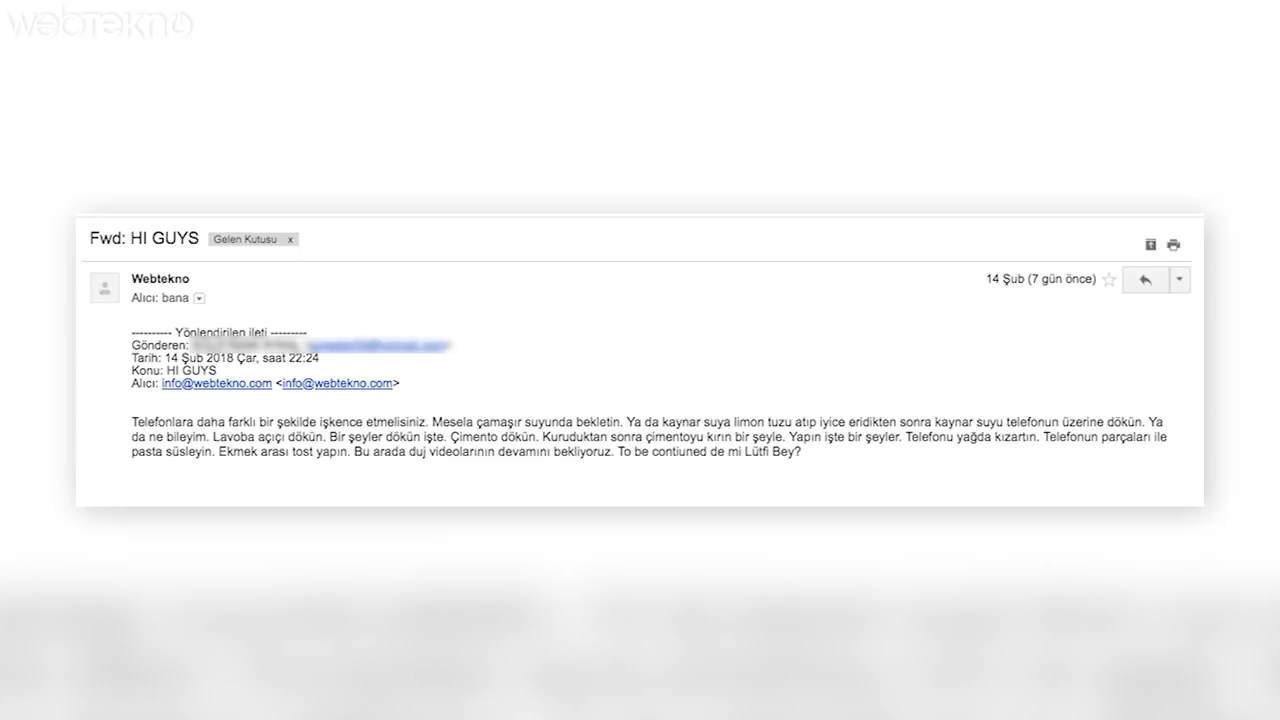 webtekno
Fwd: HI GUYS Gelen Kutusu x
Webtekno 14 Şub (7 gün önce)
Alıcı: bana
---------- Yönlendirilen ileti ---------
Gönderen:
Tarih: 14 Şub 2018 Çar, saat 22:24
Konu: HI GUYS
Alıcı: info@webtekno.com <info@webtekno.com>
Telefonlara daha farklı bir şekilde işkence etmelisiniz. Mesela çamaşır suyunda bekletin. Ya da kaynar suya limon tuzu atıp iyice eridikten sonra kaynar suyu telefonun üzerine dökün. Ya
da ne bileyim. Lavoba açıçı dökün. Bir şeyler dökün işte. Çimento dökün. Kuruduktan sonra çimentoyu kırın bir şeyle. Yapın işte bir şeyler. Telefonu yağda kızartın. Telefonun parçaları ile
pasta süsleyin. Ekmek arası tost yapın. Bu arada duj videolarının devamını bekliyoruz. To be contiuned de mi Lütfi Bey?